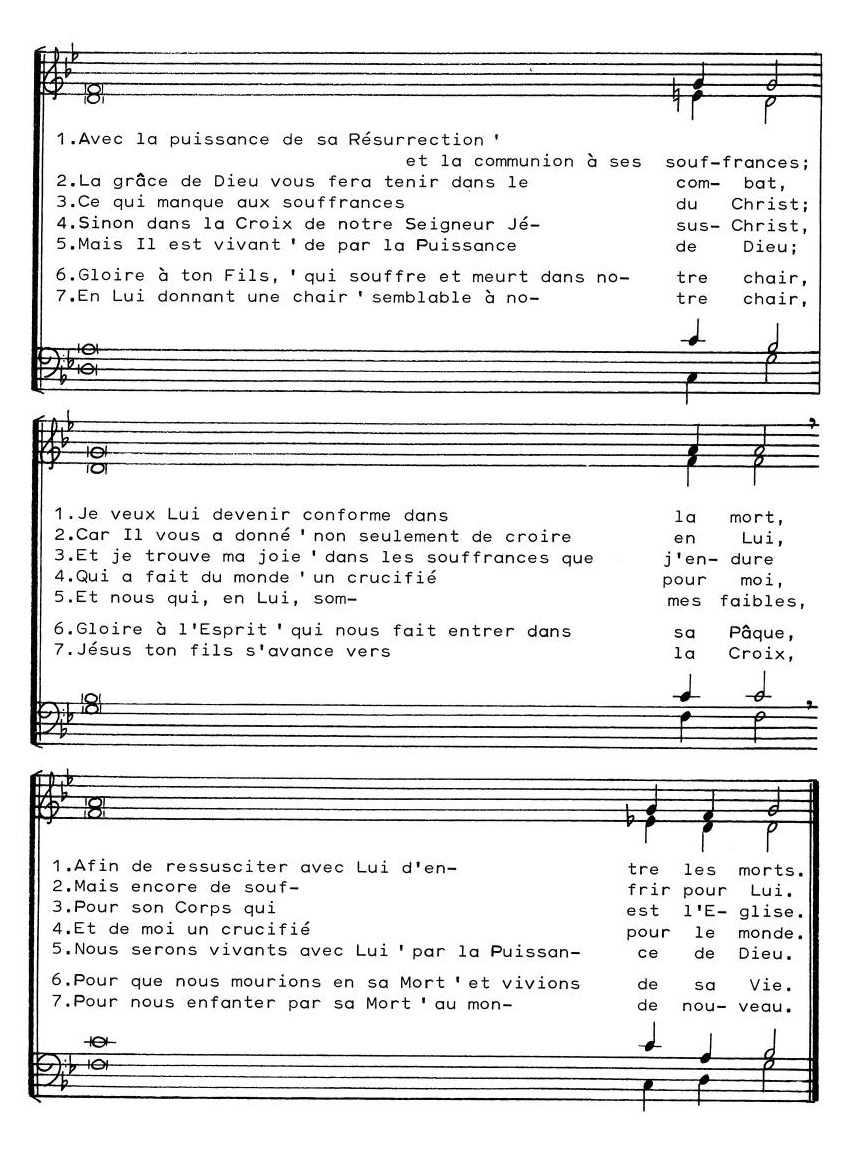 1.Avec la puissance de sa Résurrection '
et la communion à ses souf-frances;
2.La grâce de Dieu vous fera tenir dans le com- bat,
3.Ce qui manque aux souffrances du Christ;
4.Sinon dans la Croix de notre Seigneur Jé- sus- Christ,
5.Mais Il est vivant ' de par la Puissance de Dieu;
6.Gloire à ton Fils, ' qui souffre et meurt dans no- tre chair,
7.En Lui donnant une chair ' semblable à no- tre chair,
1.Je veux Lui devenir conforme dans la mort,
2.Car Il vous a donné ' non seulement de croire en Lui,
3.Et je trouve ma joie ' dans les souffrances que j'en- dure
4.Qui a fait du monde ' un crucifié pour moi,
5.Et nous qui, en Lui, som- mes faibles,
6.Gloire à l'Esprit ' qui nous fait entrer dans sa Pâque,
7.Jésus ton fils s'avance vers la Croix,
1.Afin de ressusciter avec Lui d'en- tre les morts.
2.Mais encore de souf- frir pour Lui.
3.Pour son Corps qui est l'E- glise.
4.Et de moi un crucifié pour le monde.
5.Nous serons vivants avec Lui ' par la Puissan- ce de Dieu.
6.Pour que nous mourions en sa Mort ' et vivions de sa Vie.
7.Pour nous enfanter par sa Mort ' au mon- de nou- veau.